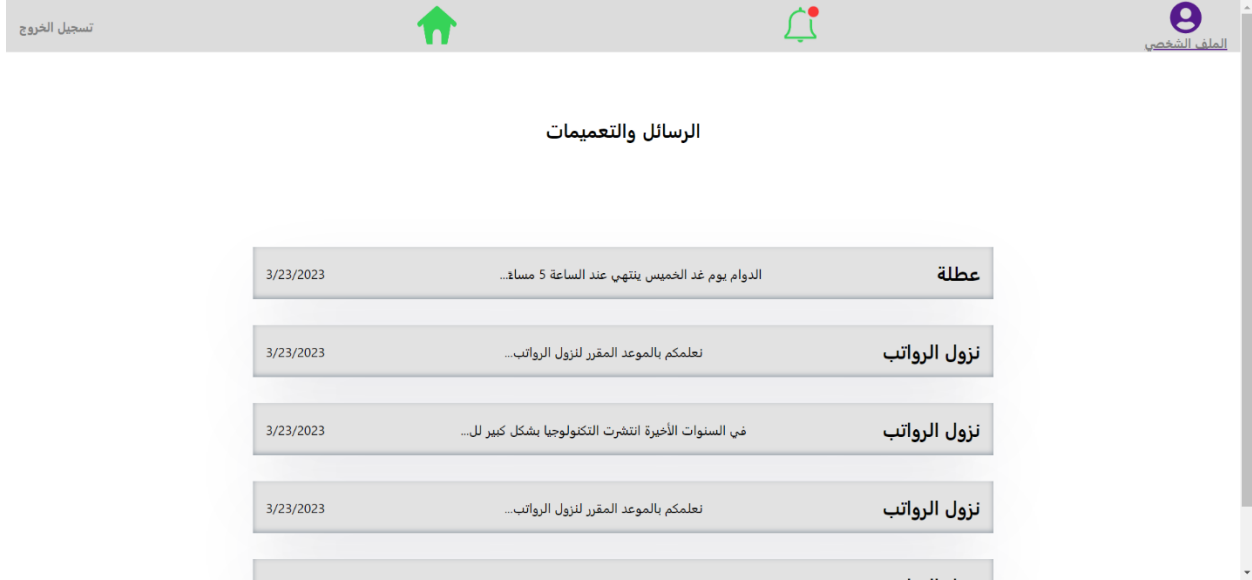 الملف الشخصي
تسجيل الخروج
الرسائل والتعميمات
عطلة الدوام يوم غد الخميس ينتهي عند الساعة 5 مساءً... 3/23/2023
نزول الرواتب نعلمكم بالموعد المقرر لنزول الرواتب... 3/23/2023
نزول الرواتب في السنوات الأخيرة انتشرت التكنولوجيا بشكل كبير لل... 3/23/2023
نزول الرواتب نعلمكم بالموعد المقرر لنزول الرواتب... 3/23/2023